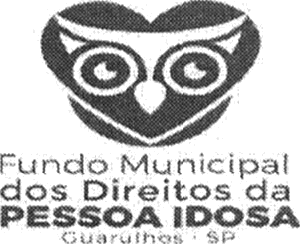 Fundo Municipal
dos Direitos da
PESSOA IDOSA
Guarulhos - SP